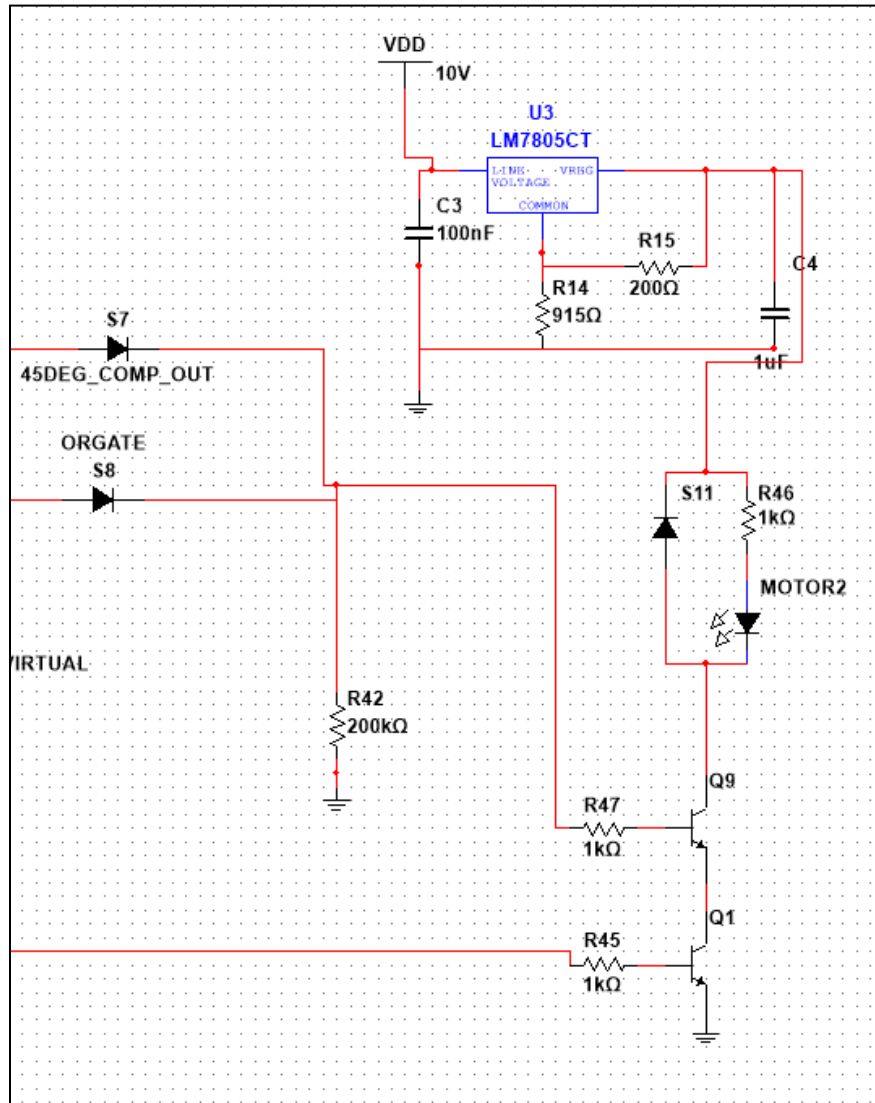 VDD
10V
U3
LM7805CT
LINE VREG
VOLTAGE
COMMON
C3
100nF
R15
200Ω
C4
1uF
R14
915Ω
S7
45DEG_COMP_OUT
ORGATE
S8
S11
R46
1kΩ
MOTOR2
VIRTUAL
R42
200kΩ
Q9
R47
1kΩ
Q1
R45
1kΩ